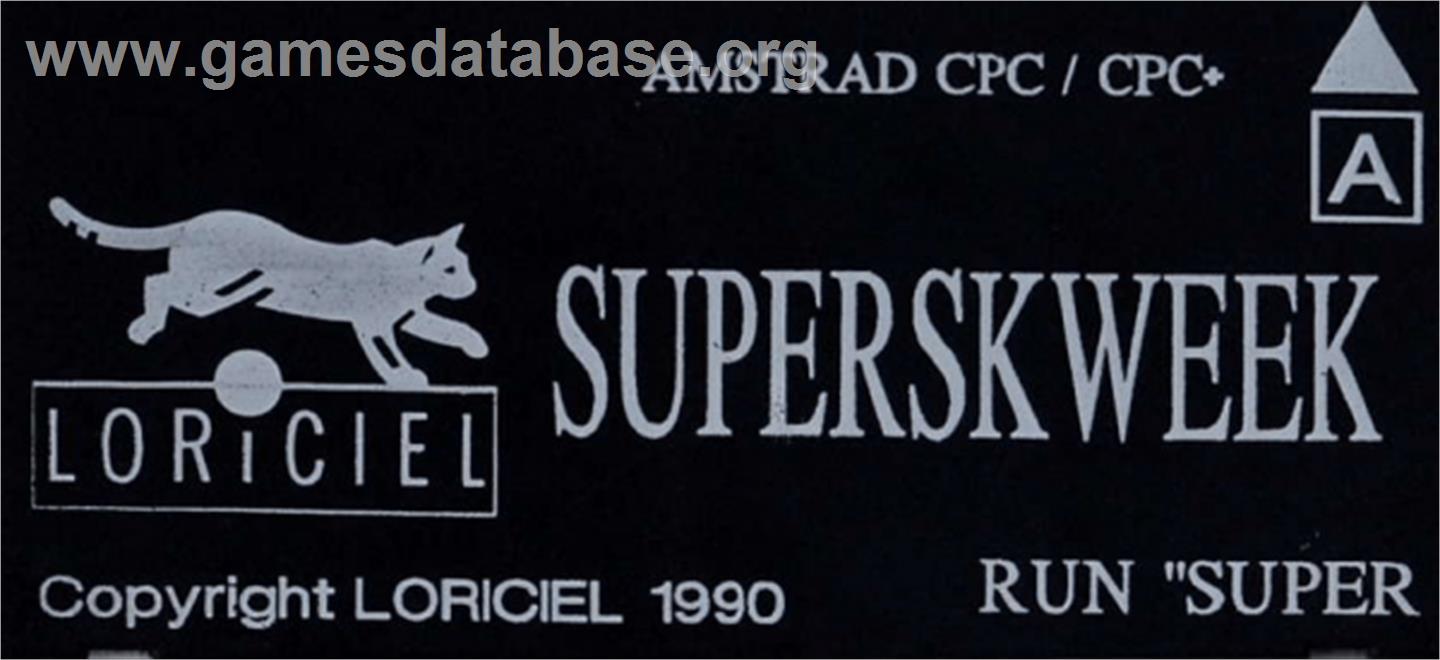 www.gamesdatabase.org
AMSTRAD CPC / CPC+
A
SUPERSKWEEK
LORiCIEL
Copyright LORICIEL 1990
RUN "SUPER